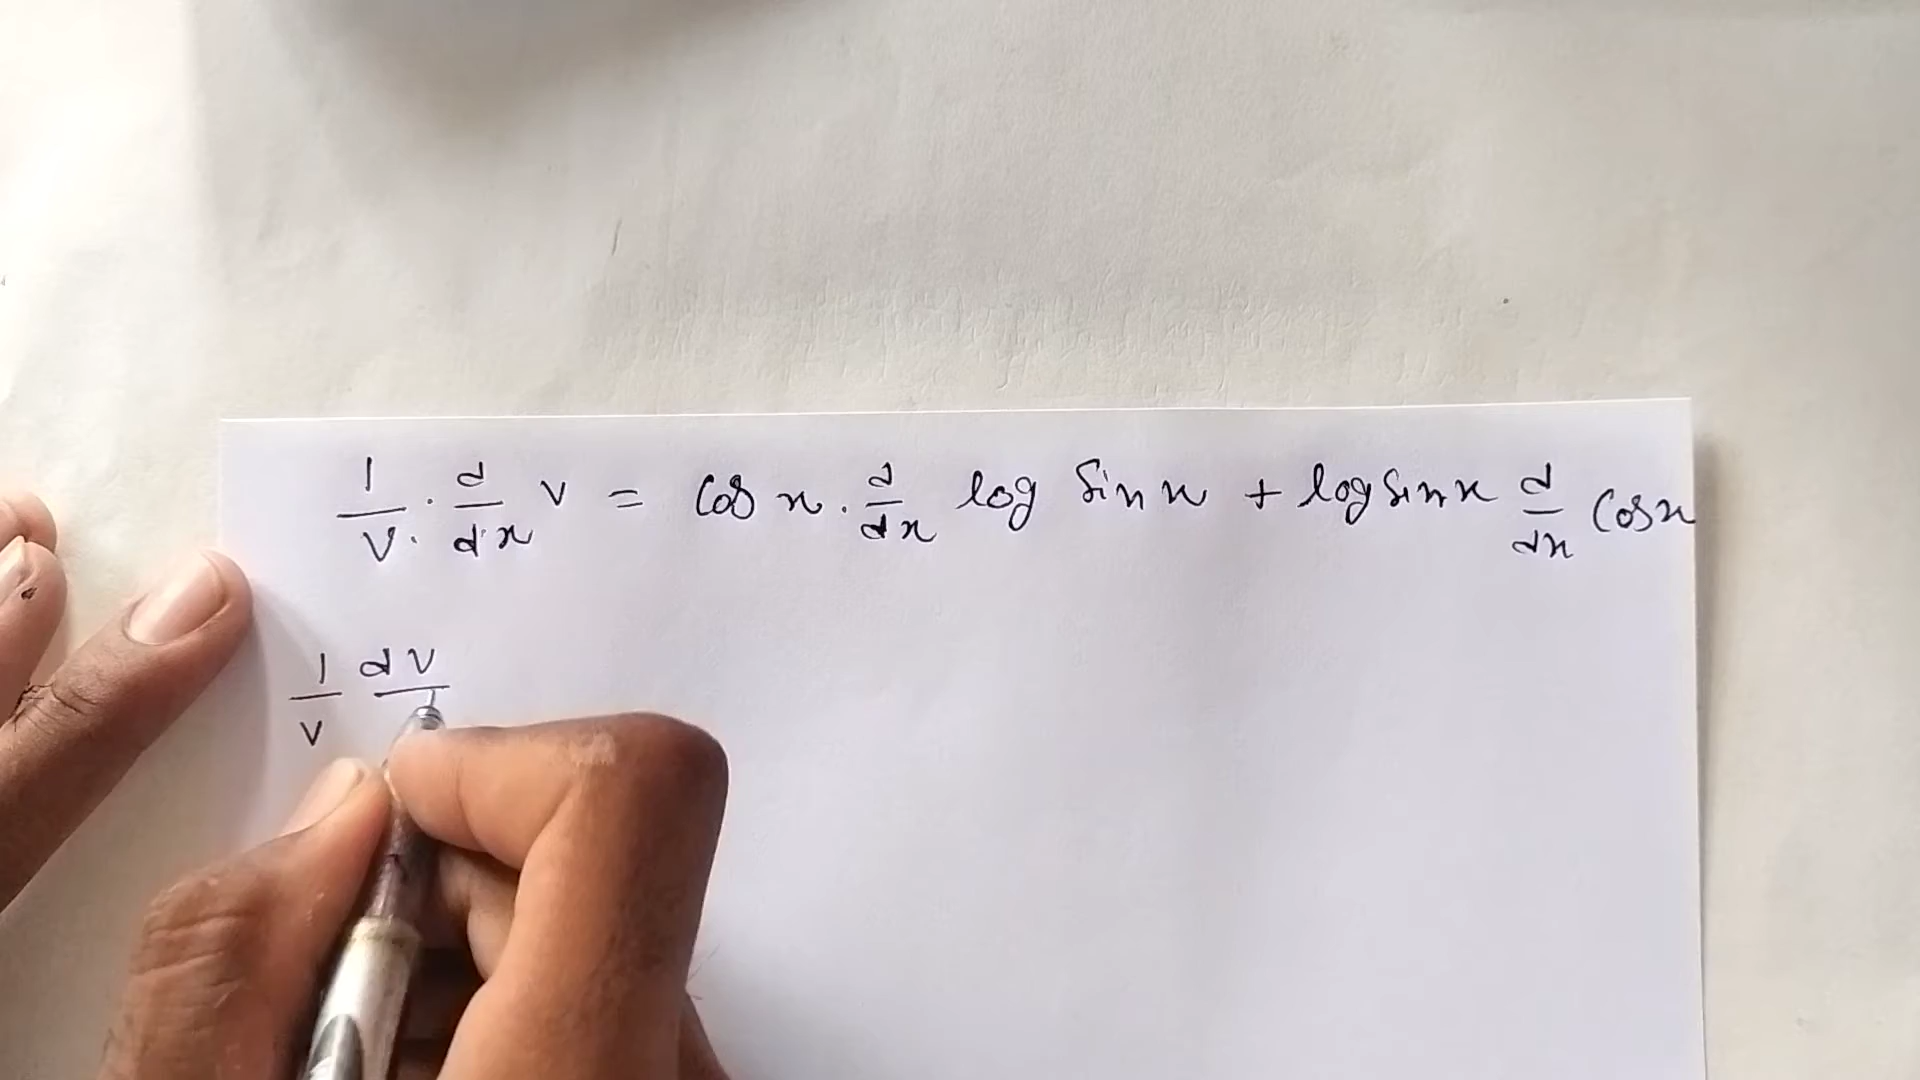 1/V · d/dx V = Cos x · d/dx log Sin x + log Sin x d/dx Cos x
1/V dV/